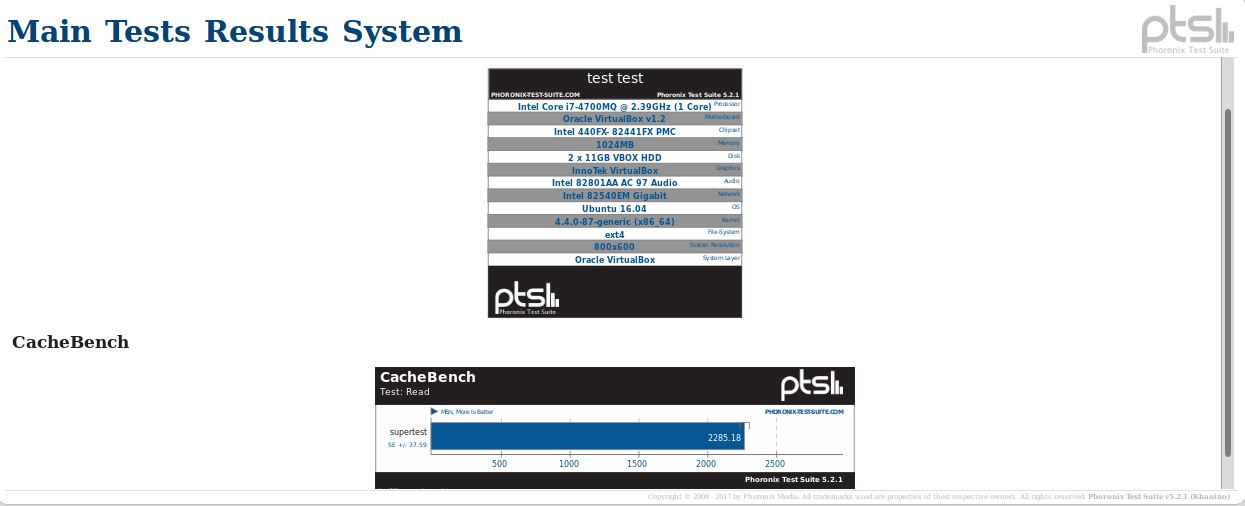 Main Tests Results System
ptsl
Phoronix Test Suite
test test
PHORONIX-TEST-SUITE.COM Phoronix Test Suite 5.2.1
Intel Core i7-4700MQ @ 2.39GHz (1 Core) Processor
Oracle VirtualBox v1.2 Motherboard
Intel 440FX- 82441FX PMC Chipset
1024MB Memory
2 x 11GB VBOX HDD Disk
InnoTek VirtualBox Graphics
Intel 82801AA AC 97 Audio Audio
Intel 82540EM Gigabit Network
Ubuntu 16.04 OS
4.4.0-87-generic (x86_64) Kernel
ext4 File-System
800x600 Screen Resolution
Oracle VirtualBox System Layer
ptsl
Phoronix Test Suite
CacheBench
CacheBench
Test: Read
ptsl
MB/s, More Is Better PHORONIX-TEST-SUITE.COM
supertest
2285.18
SE +/- 37.59
500 1000 1500 2000 2500
Phoronix Test Suite 5.2.1
Copyright © 2008 - 2017 by Phoronix Media. All trademarks used are properties of their respective owners. All rights reserved. Phoronix Test Suite v5.2.1 (Khanino)